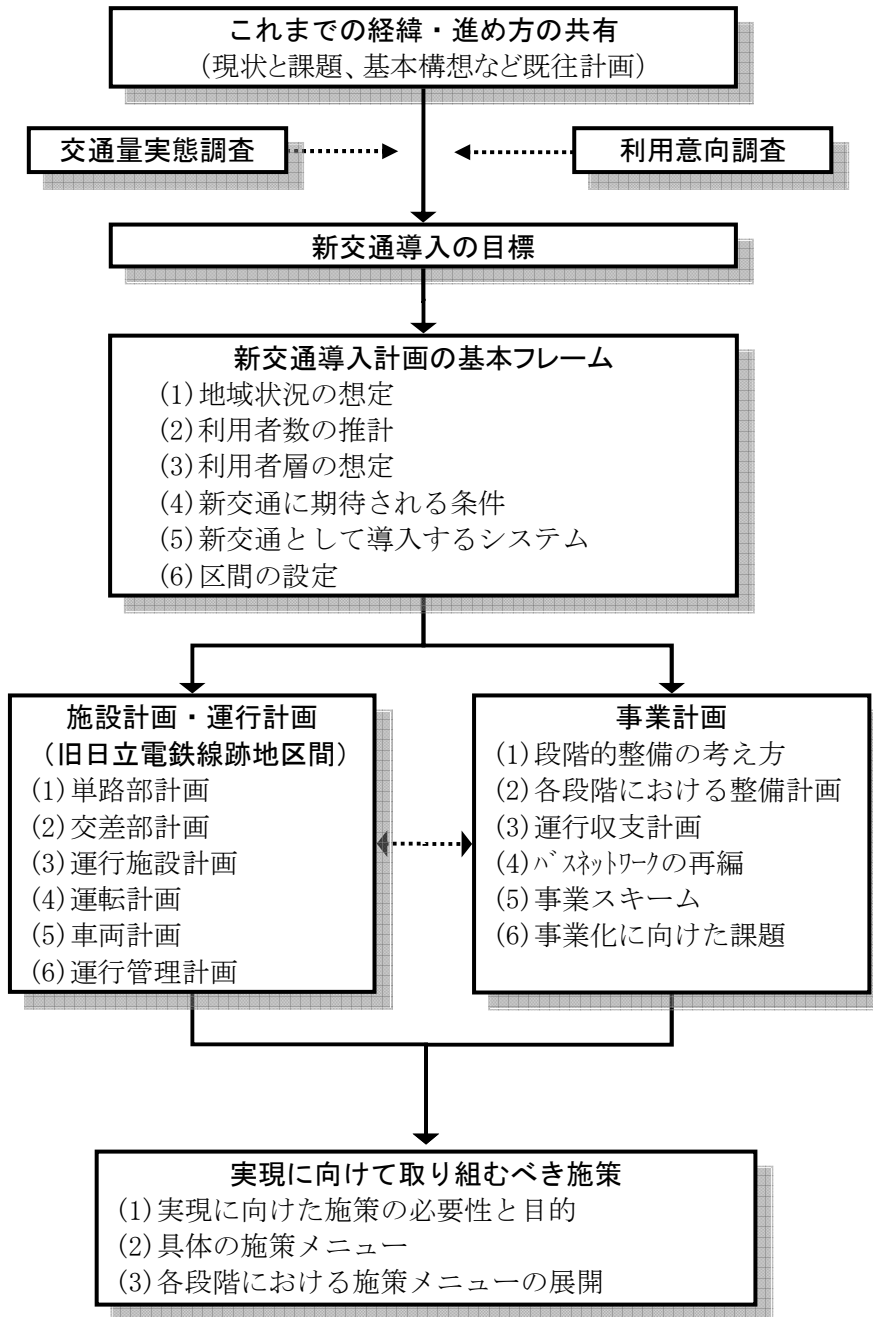 これまでの経緯・進め方の共有
（現状と課題、基本構想など既往計画）
交通量実態調査
利用意向調査
新交通導入の目標
新交通導入計画の基本フレーム
(1)地域状況の想定
(2)利用者数の推計
(3)利用者層の想定
(4)新交通に期待される条件
(5)新交通として導入するシステム
(6)区間の設定
施設計画・運行計画
（旧日立電鉄線跡地区間）
(1)単路部計画
(2)交差部計画
(3)運行施設計画
(4)運転計画
(5)車両計画
(6)運行管理計画
事業計画
(1)段階的整備の考え方
(2)各段階における整備計画
(3)運行収支計画
(4)ﾊﾞｽﾈｯﾄﾜｰｸの再編
(5)事業スキーム
(6)事業化に向けた課題
実現に向けて取り組むべき施策
(1)実現に向けた施策の必要性と目的
(2)具体の施策メニュー
(3)各段階における施策メニューの展開